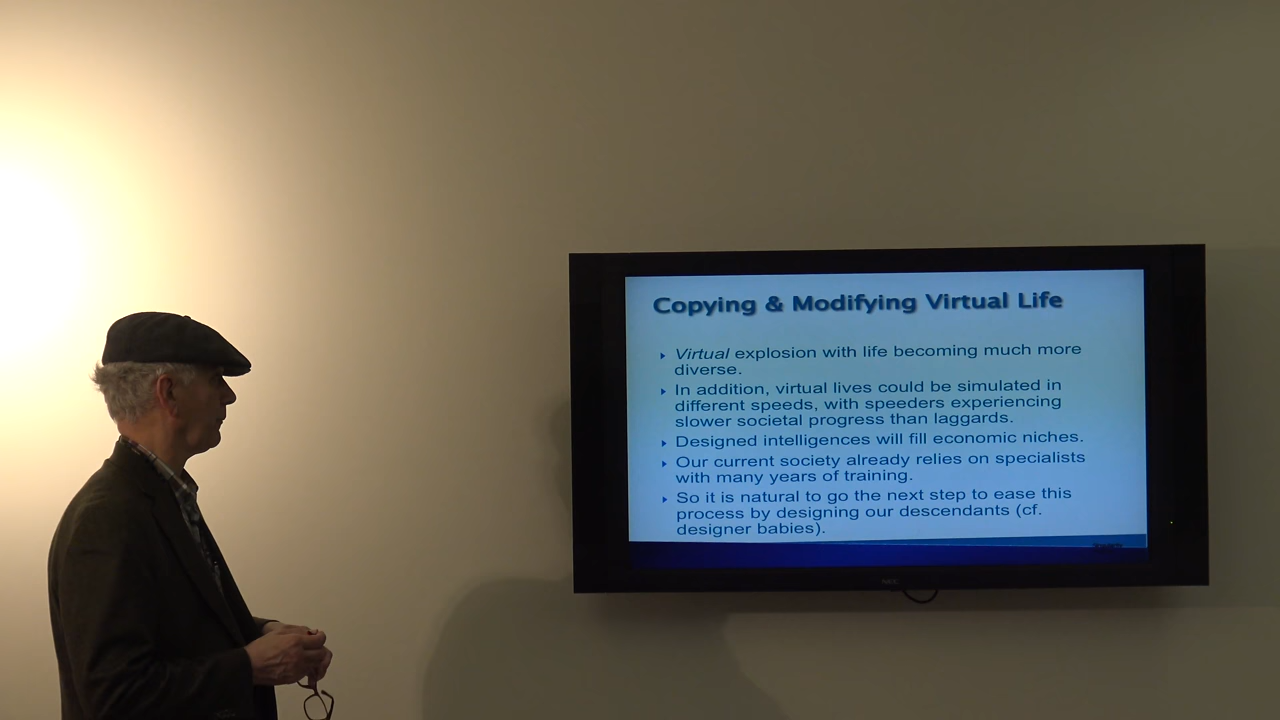 Copying & Modifying Virtual Life
Virtual explosion with life becoming much more
diverse.
In addition, virtual lives could be simulated in
different speeds, with speeders experiencing
slower societal progress than laggards.
Designed intelligences will fill economic niches.
Our current society already relies on specialists
with many years of training.
So it is natural to go the next step to ease this
process by designing our descendants (cf.
designer babies).
NEC